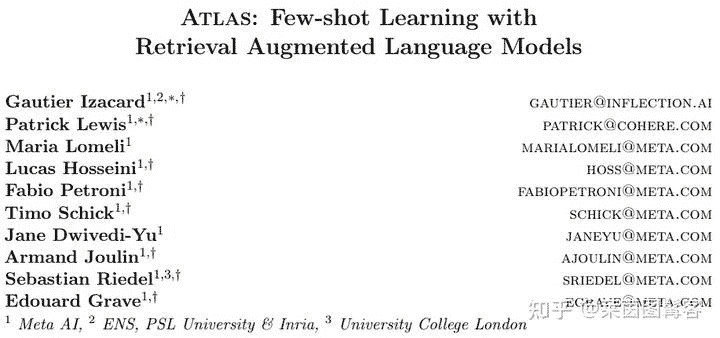 ATLAS: Few-shot Learning with
Retrieval Augmented Language Models
Gautier Izacard1,2,∗,† GAUTIER@INFLECTION.AI
Patrick Lewis1,∗,† PATRICK@COHERE.COM
Maria Lomeli1 MARIALOMELI@META.COM
Lucas Hosseini1,† HOSS@META.COM
Fabio Petroni1,† FABIOPETRONI@META.COM
Timo Schick1,† SCHICK@META.COM
Jane Dwivedi-Yu1 JANEYU@META.COM
Armand Joulin1,† AJOULIN@META.COM
Sebastian Riedel1,3,† SRIEDEL@META.COM
Edouard Grave1,† EGRAVE@META.COM
1 Meta AI, 2 ENS, PSL University & Inria, 3 University College London
知乎